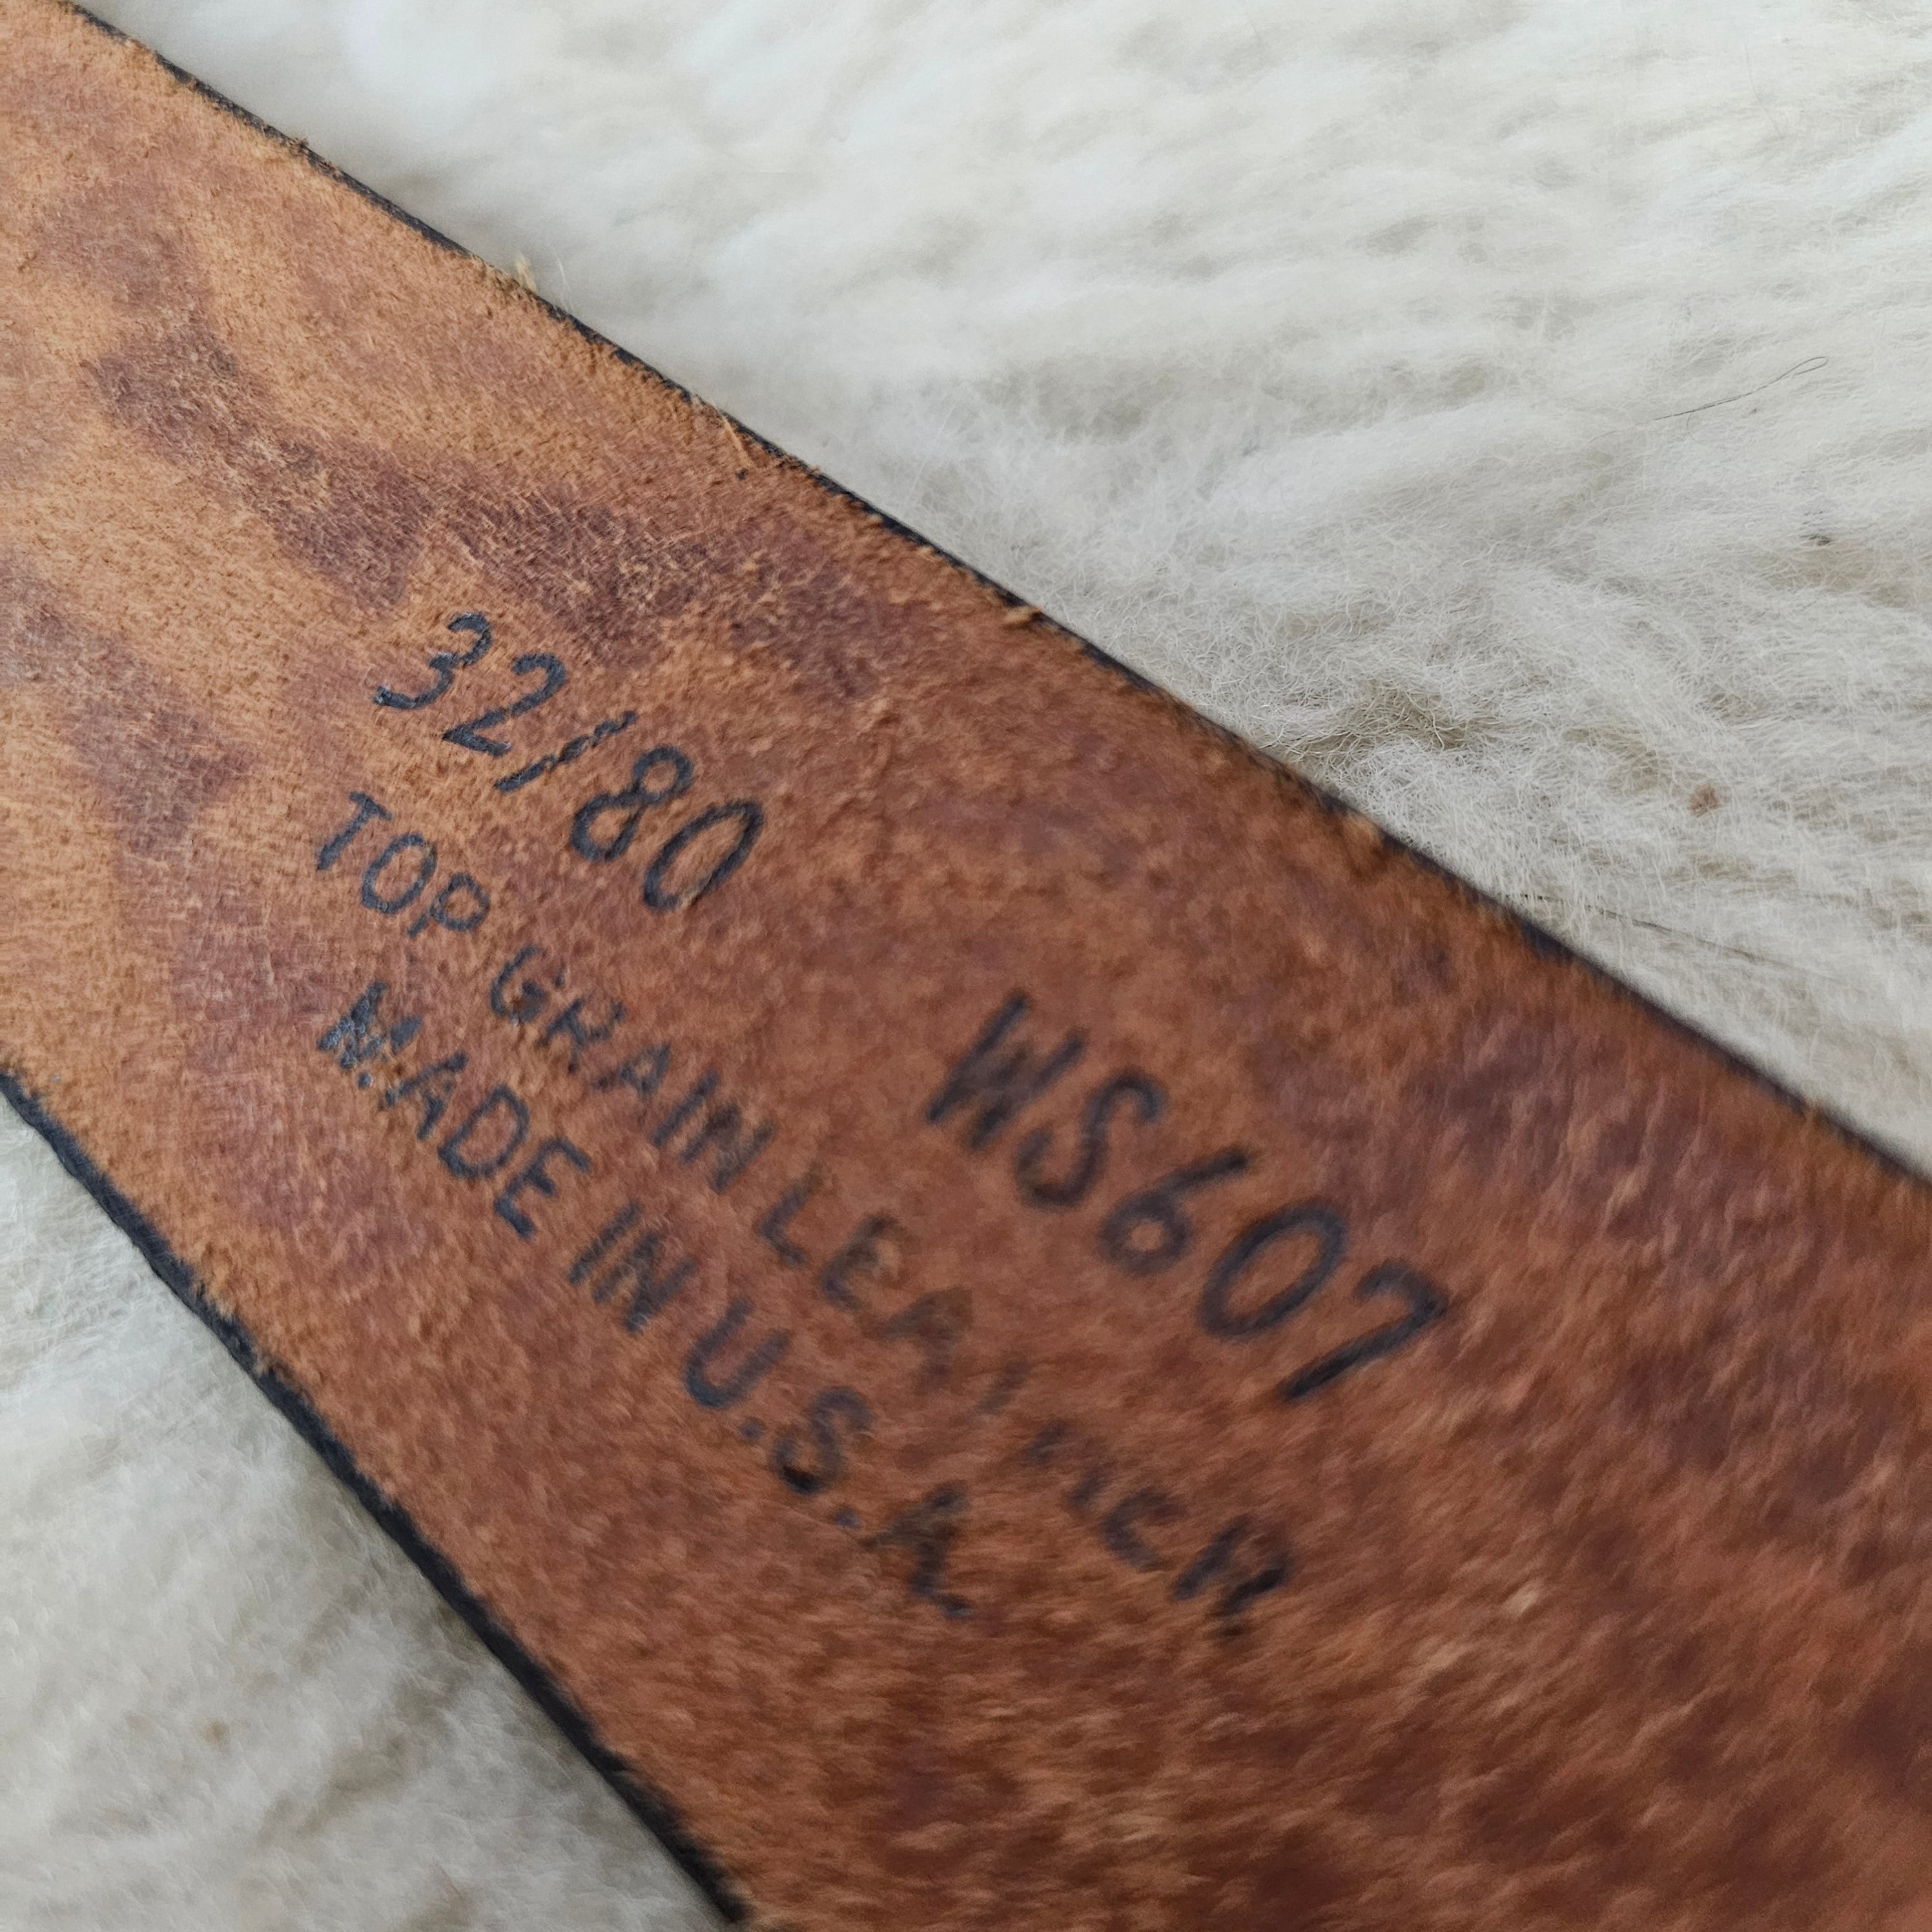 32/80 WS607
TOP GRAIN LEATHER
MADE IN U.S.A.